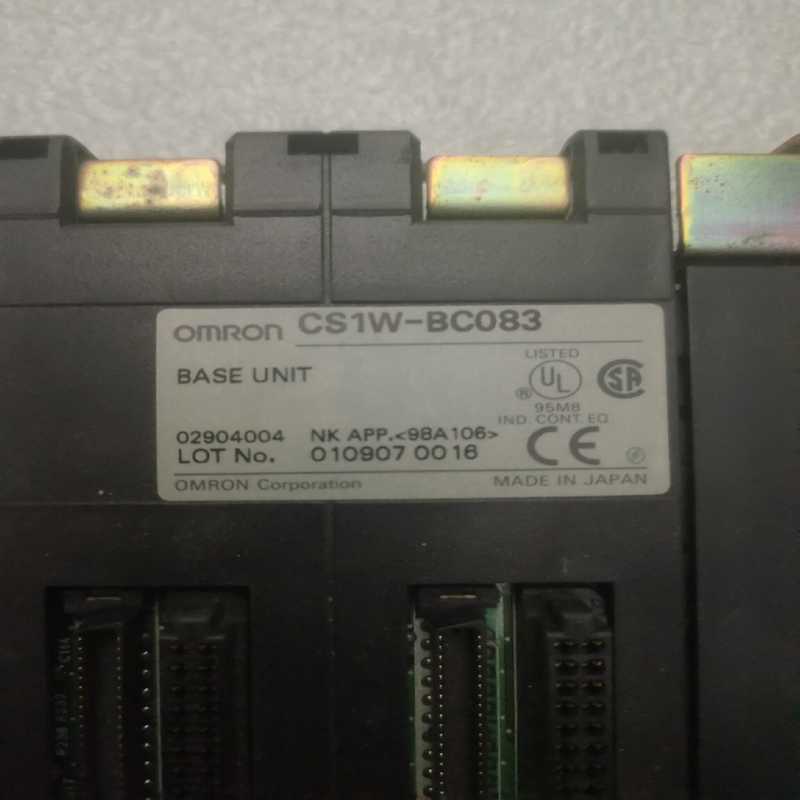 OMRON CS1W-BC083
BASE UNIT
LISTED
UL
®
SA
95M8
IND. CONT. EQ
02904004 NK APP.<98A106>
LOT No. 010907 0016
CE
OMRON Corporation MADE IN JAPAN